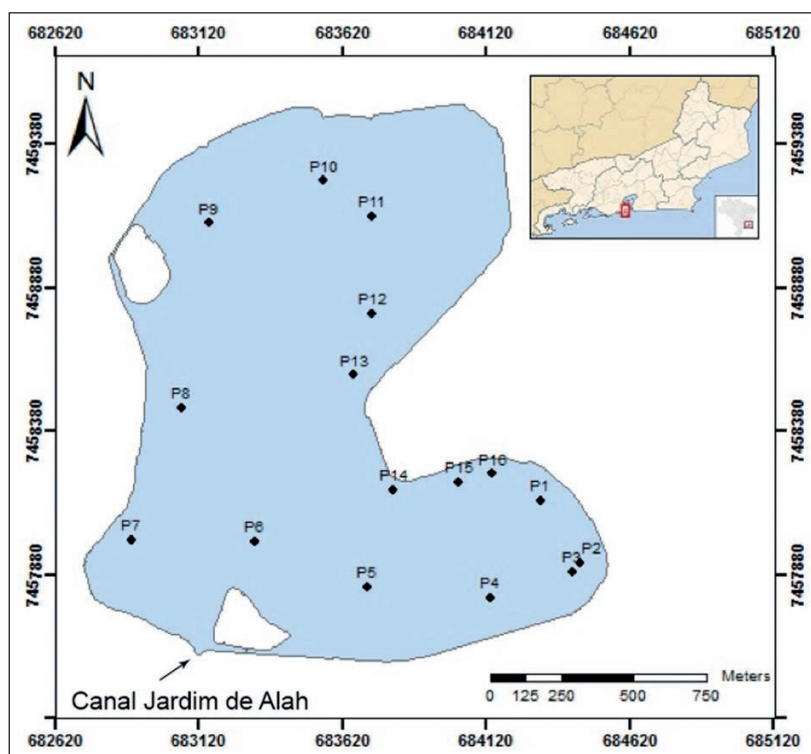 682620 683120 683620 684120 684620 685120
N
7459380 7459380
P10
P9 P11
7458880 7458880
P12
P13
P8
7458380 7458380
P14 P15 P16
P1
P7 P6
P3 P2
7457880 7457880
P5 P4
Meters
0 125 250 500 750
Canal Jardim de Alah
682620 683120 683620 684120 684620 685120